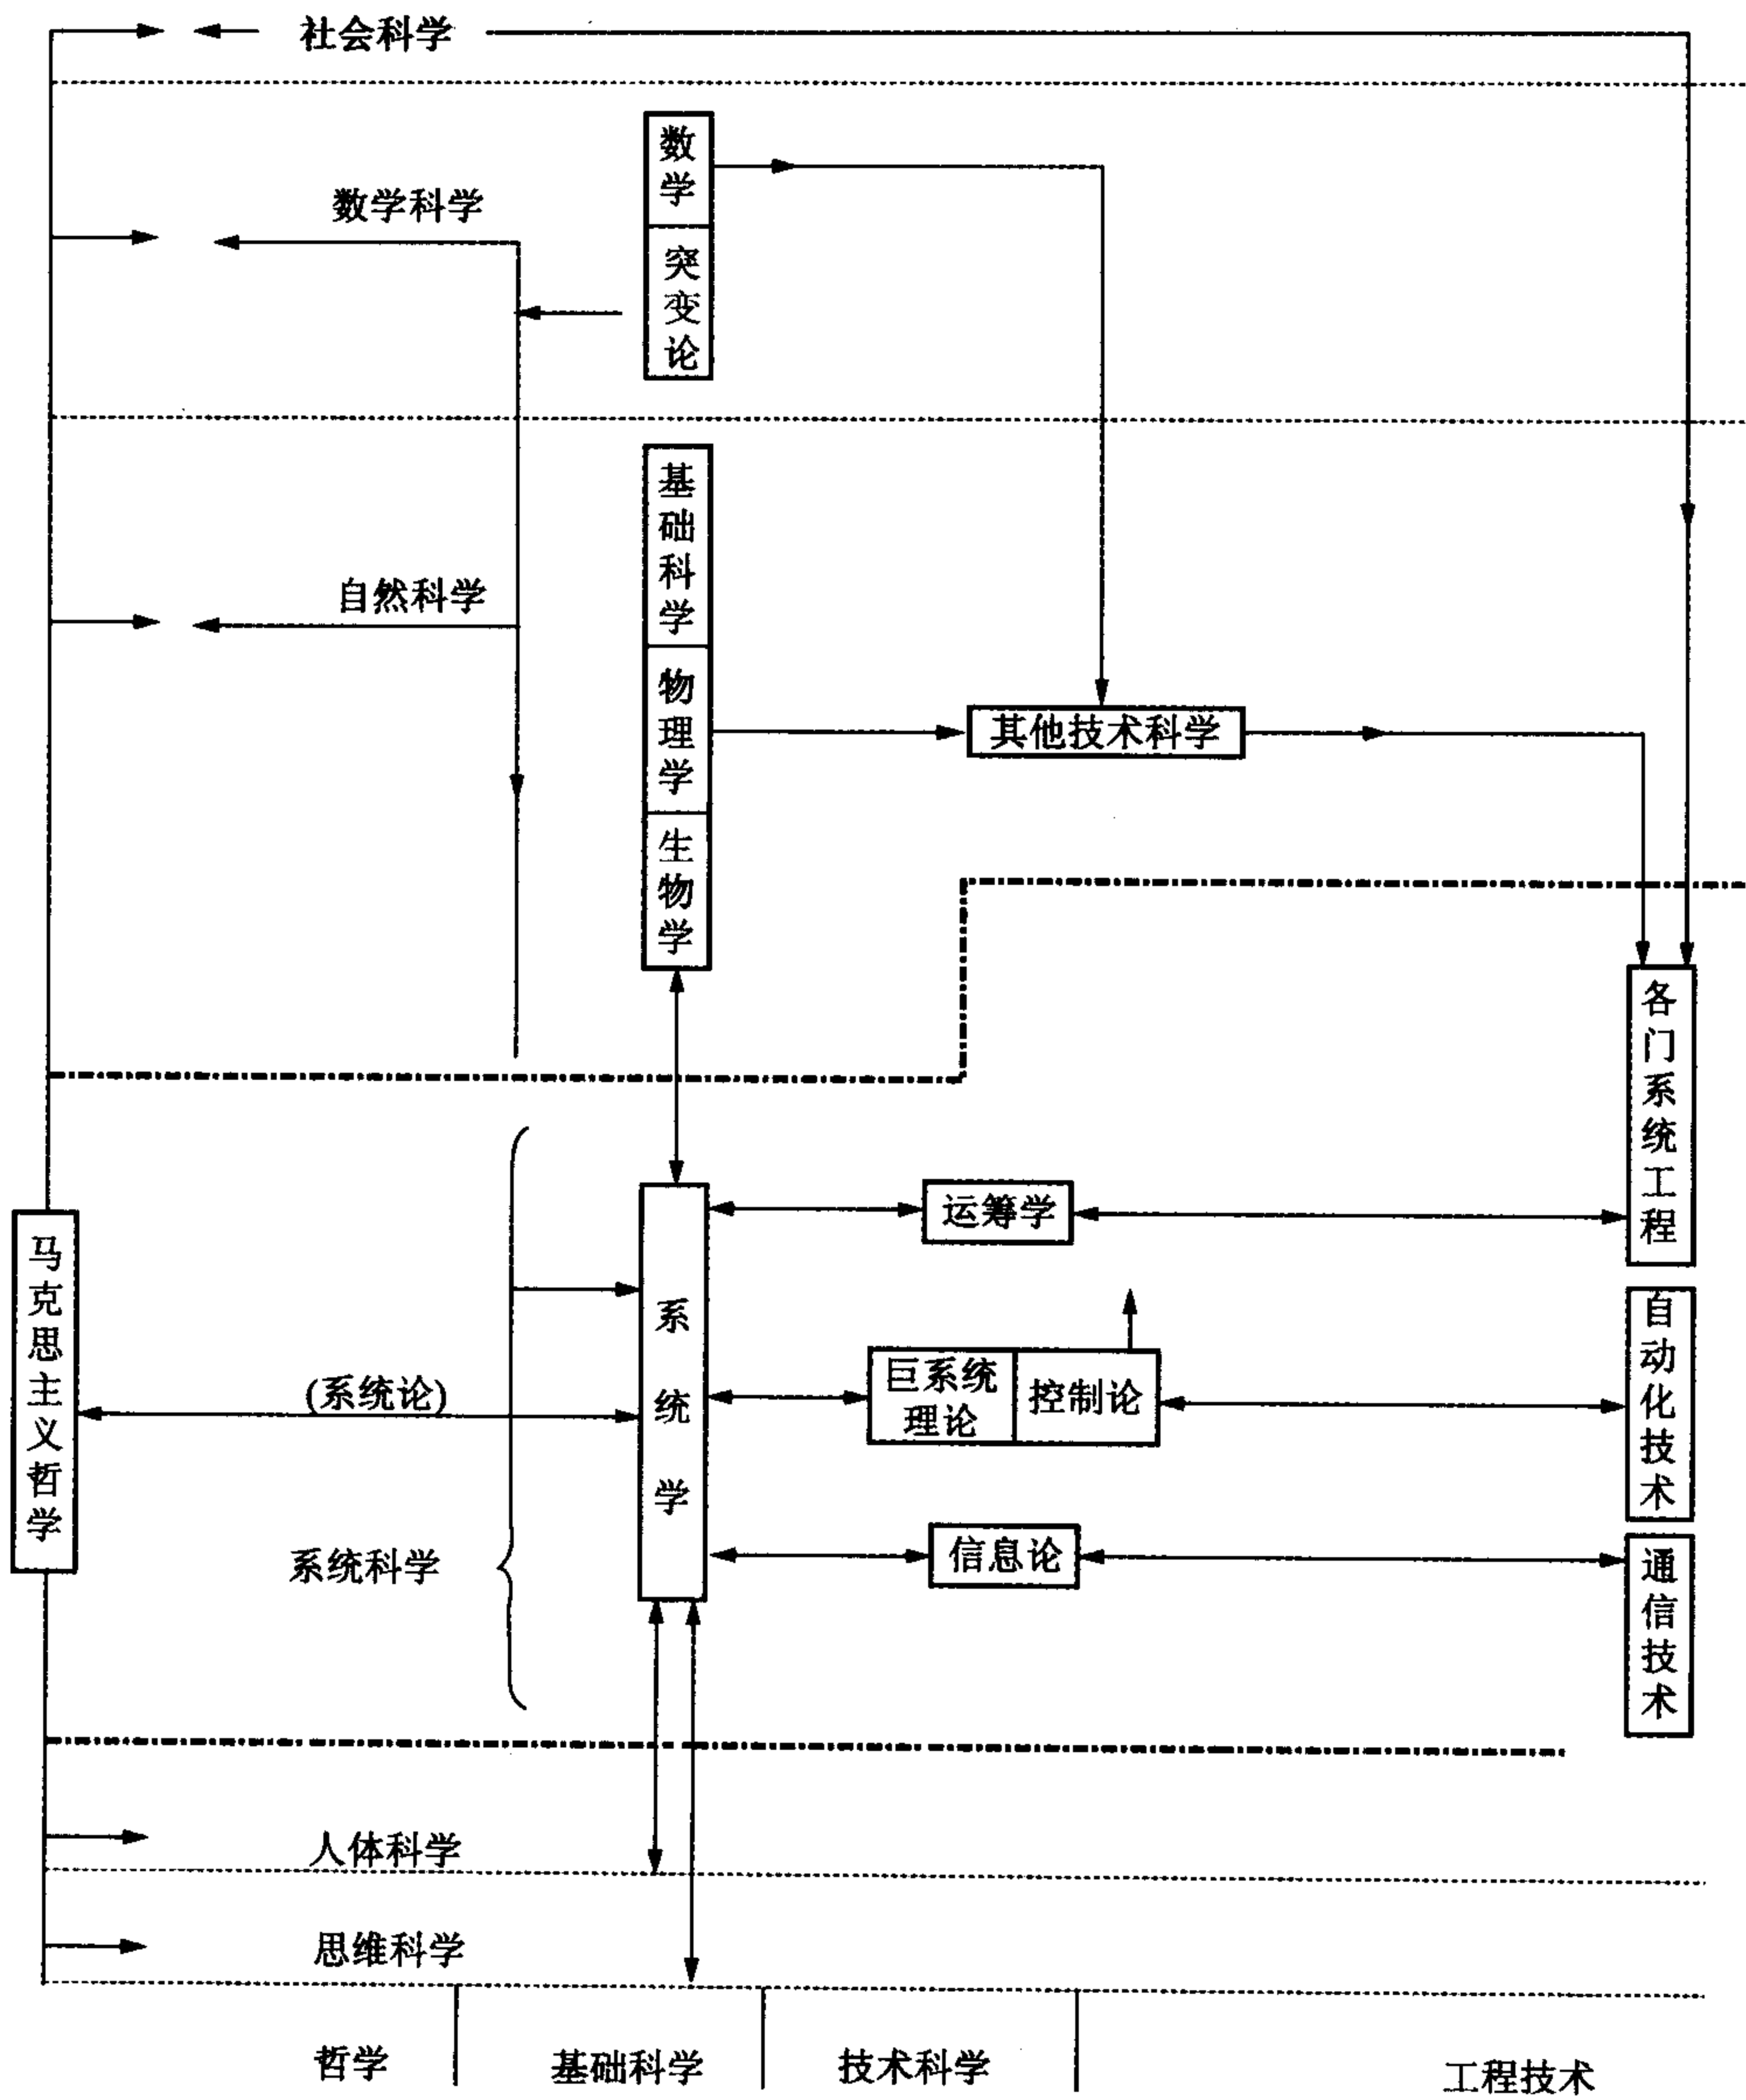 社会科学
数学
突变论
数学科学
基础科学
物理学
生物学
自然科学
其他技术科学
各门系统工程
系统学
运筹学
马克思主义哲学
(系统论)
巨系统
理论
控制论
自动化技术
系统科学
信息论
通信技术
人体科学
思维科学
哲学
基础科学
技术科学
工程技术